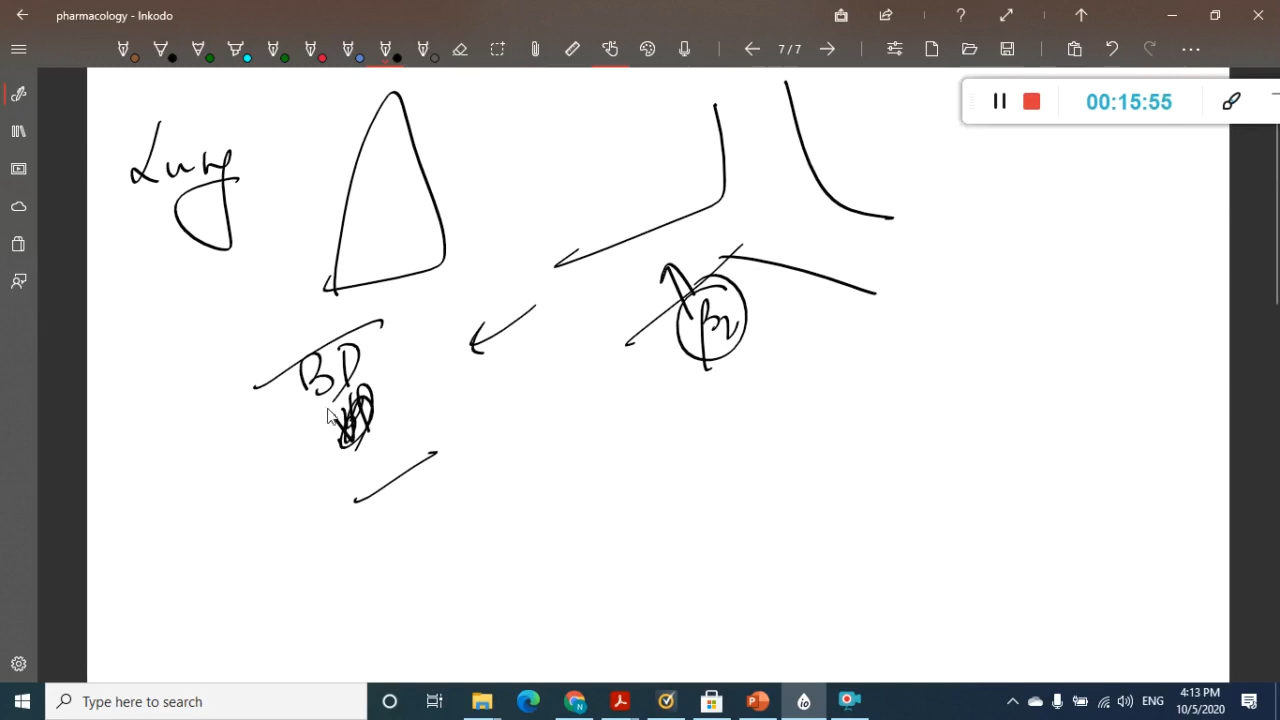 pharmacology - Inkodo
7/7
00:15:55
Lung
β2
BD
Type here to search
ENG
4:13 PM
10/5/2020